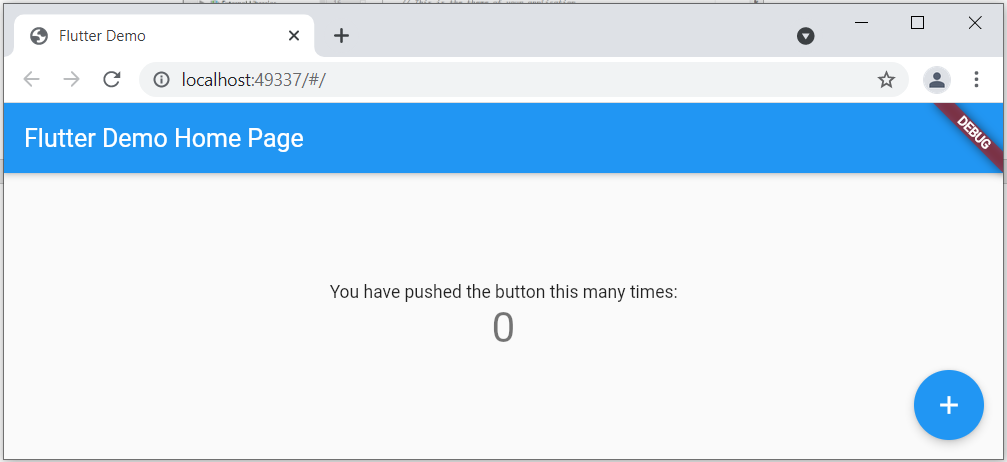 Flutter Demo
localhost:49337/#/
Flutter Demo Home Page
DEBUG
You have pushed the button this many times:
0